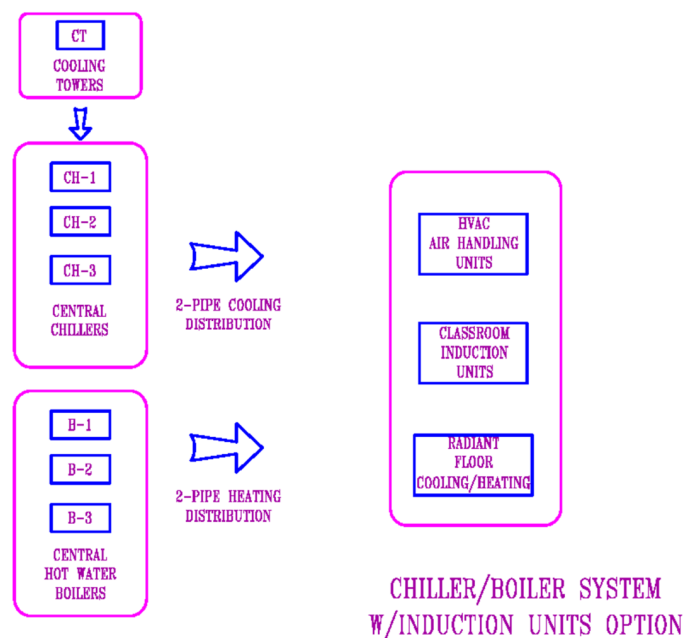 CT
COOLING
TOWERS
CH-1
CH-2
CH-3
CENTRAL
CHILLERS
2-PIPE COOLING
DISTRIBUTION
B-1
B-2
B-3
CENTRAL
HOT WATER
BOILERS
2-PIPE HEATING
DISTRIBUTION
HVAC
AIR HANDLING
UNITS
CLASSROOM
INDUCTION
UNITS
RADIANT
FLOOR
COOLING/HEATING
CHILLER/BOILER SYSTEM
W/INDUCTION UNITS OPTION